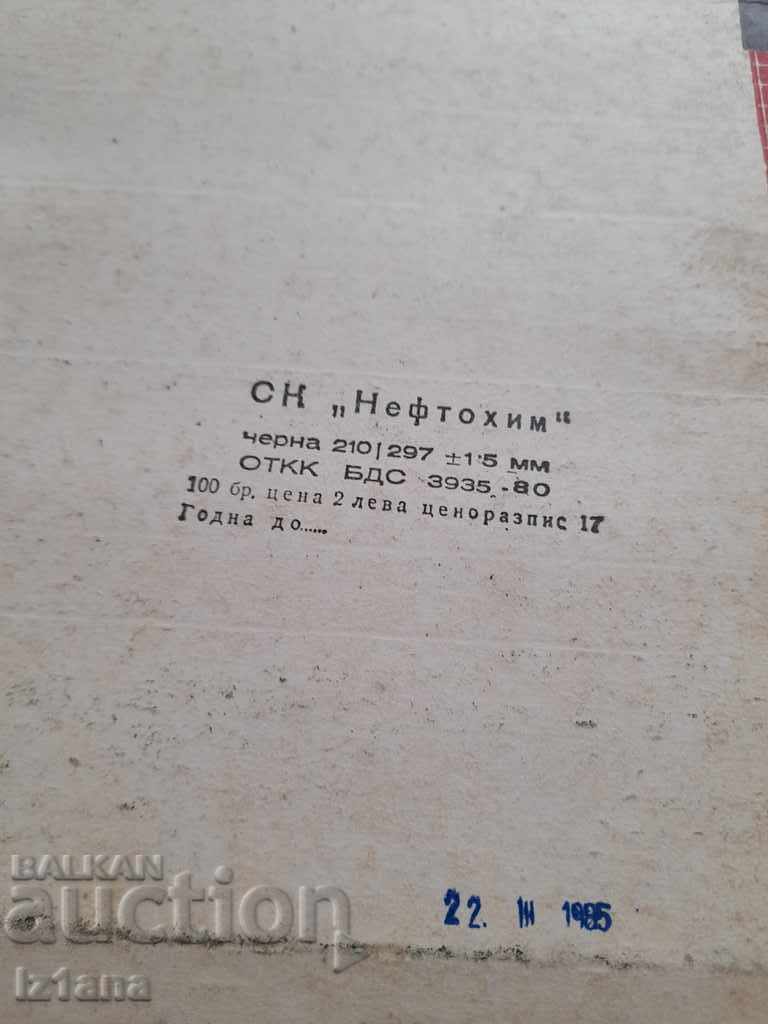 СК „Нефтохим“
черна 210/297 ±1.5 мм
ОТКК БДС 3935-80
100 бр. цена 2 лева ценоразпис 17
Годна до......
22. III 1985
BALKAN
auction
iz1ana